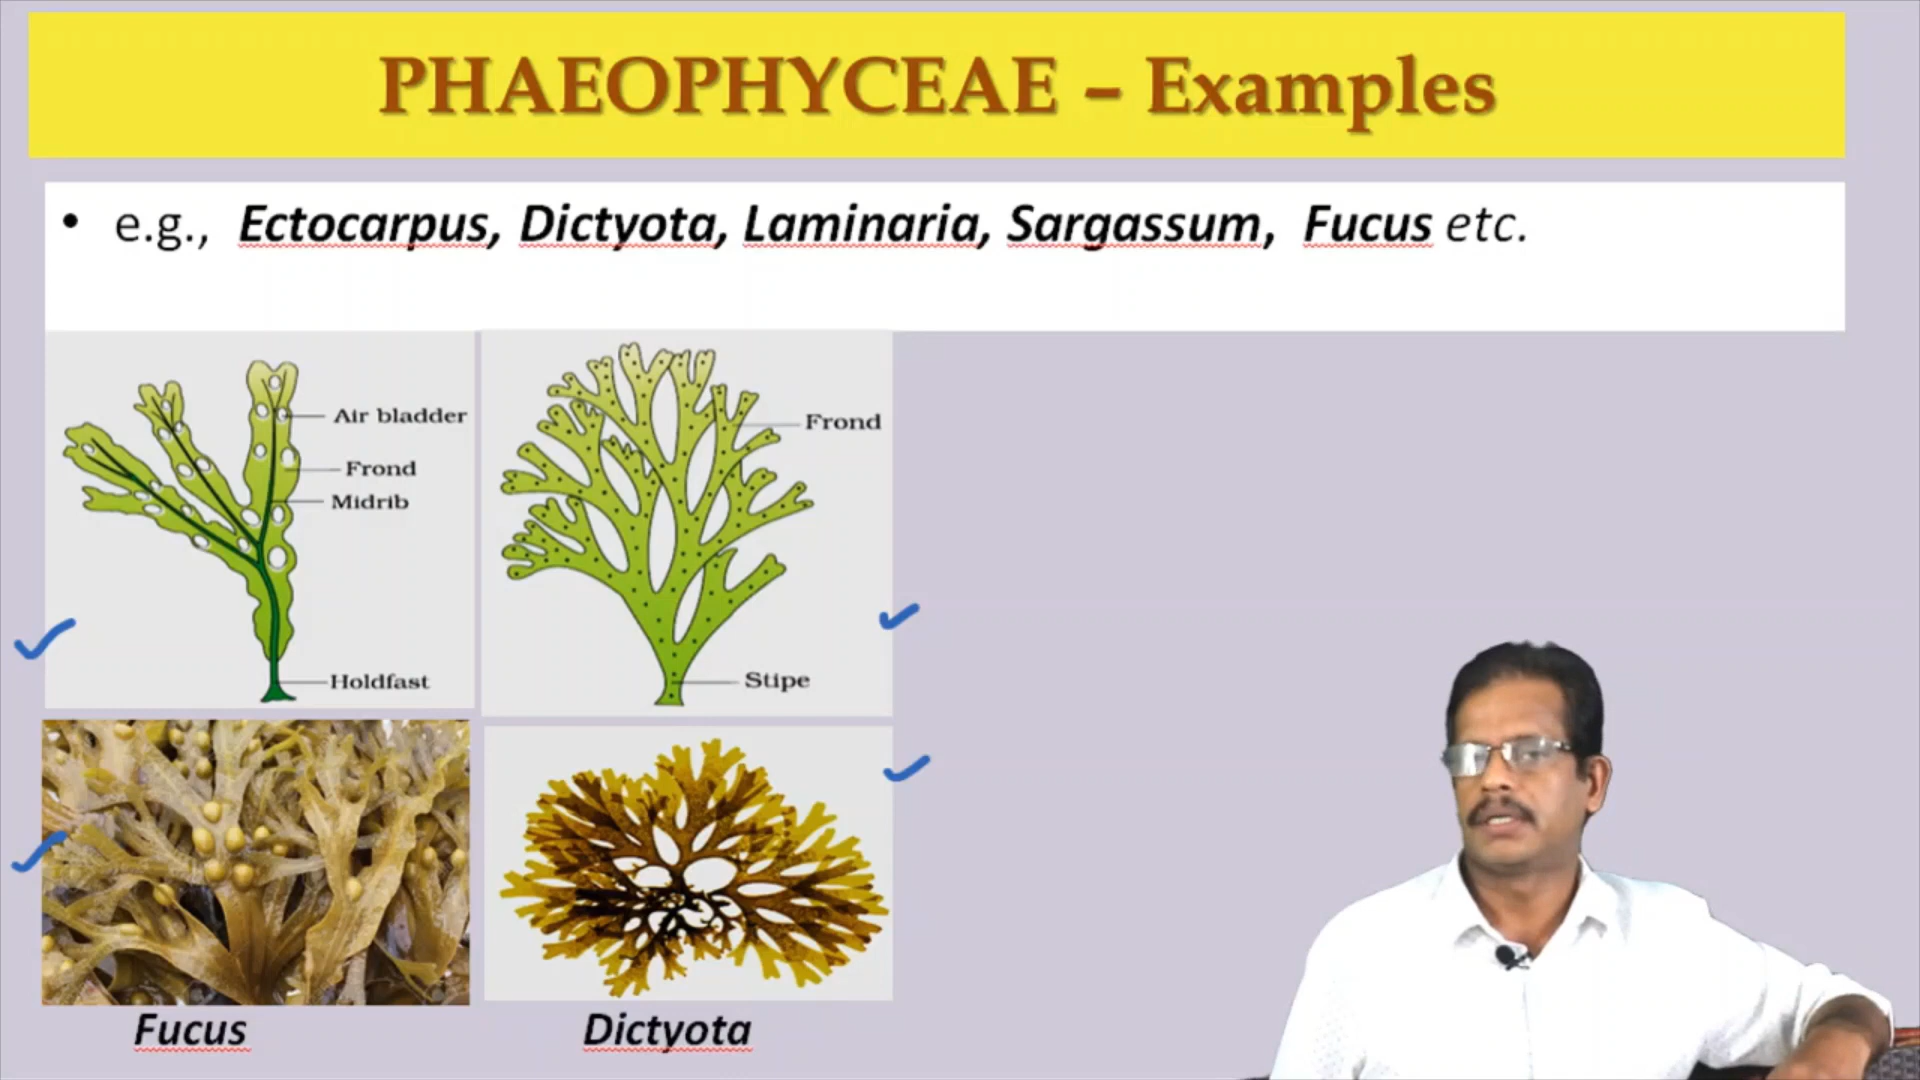 PHAEOPHYCEAE – Examples
• e.g., Ectocarpus, Dictyota, Laminaria, Sargassum, Fucus etc.
Air bladder
Frond
Midrib
Holdfast
Frond
Stipe
Fucus
Dictyota